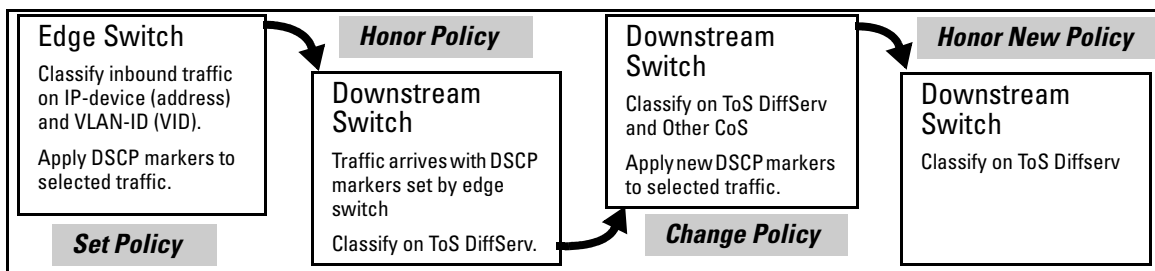 Edge Switch
Classify inbound traffic
on IP-device (address)
and VLAN-ID (VID).
Apply DSCP markers to
selected traffic.
Set Policy
Honor Policy
Downstream
Switch
Traffic arrives with DSCP
markers set by edge
switch
Classify on ToS DiffServ.
Downstream
Switch
Classify on ToS DiffServ
and Other CoS
Apply new DSCP markers
to selected traffic.
Change Policy
Honor New Policy
Downstream
Switch
Classify on ToS Diffserv